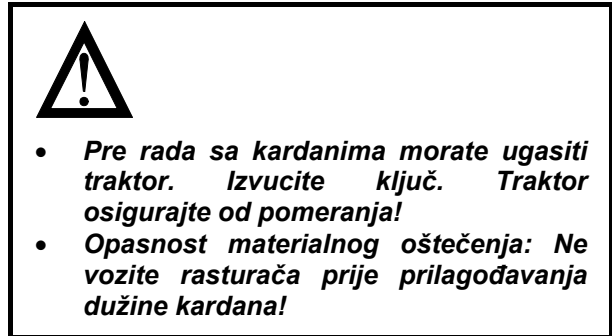 • Pre rada sa kardanima morate ugasiti
traktor. Izvucite ključ. Traktor
osigurajte od pomeranja!
• Opasnost materialnog oštečenja: Ne
vozite rasturača prije prilagođavanja
dužine kardana!